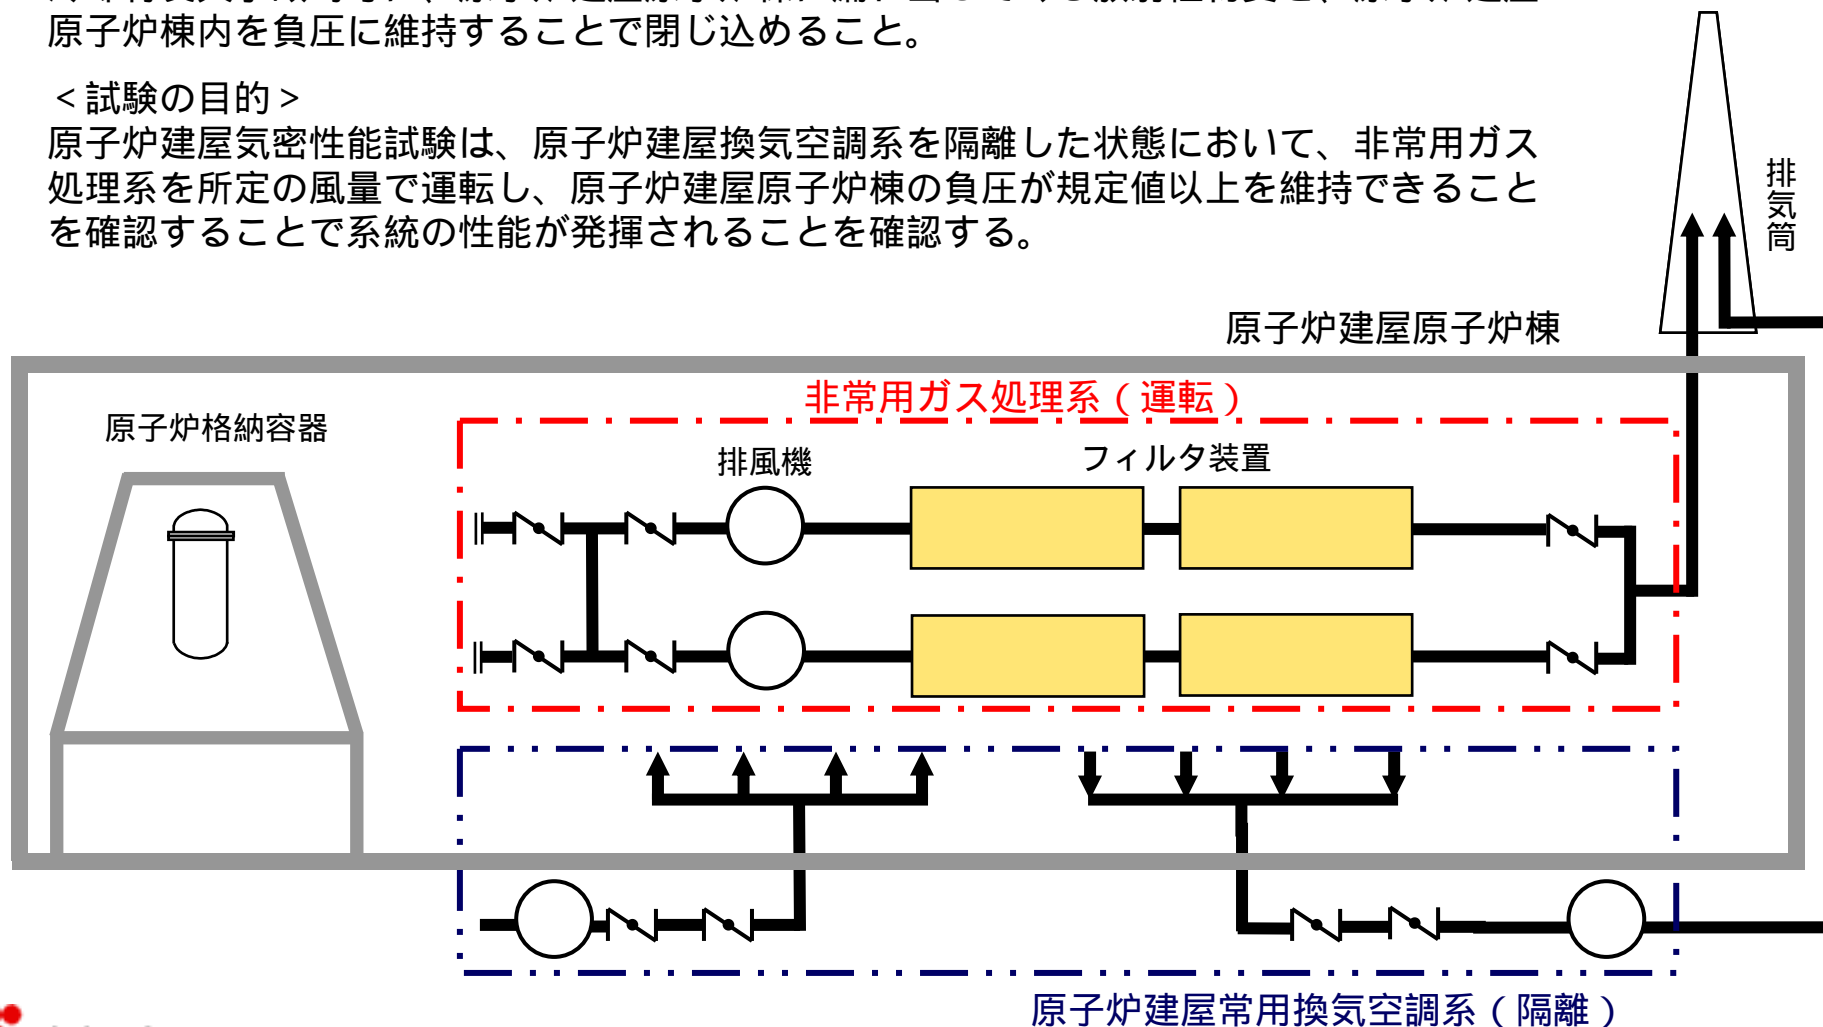 原子炉棟内を負圧に維持することで閉じ込めること。
＜試験の目的＞
原子炉建屋気密性能試験は、原子炉建屋換気空調系を隔離した状態において、非常用ガス
処理系を所定の風量で運転し、原子炉建屋原子炉棟の負圧が規定値以上を維持できること
を確認することで系統の性能が発揮されることを確認する。
排気筒
原子炉建屋原子炉棟
非常用ガス処理系（運転）
原子炉格納容器
排風機
フィルタ装置
原子炉建屋常用換気空調系（隔離）